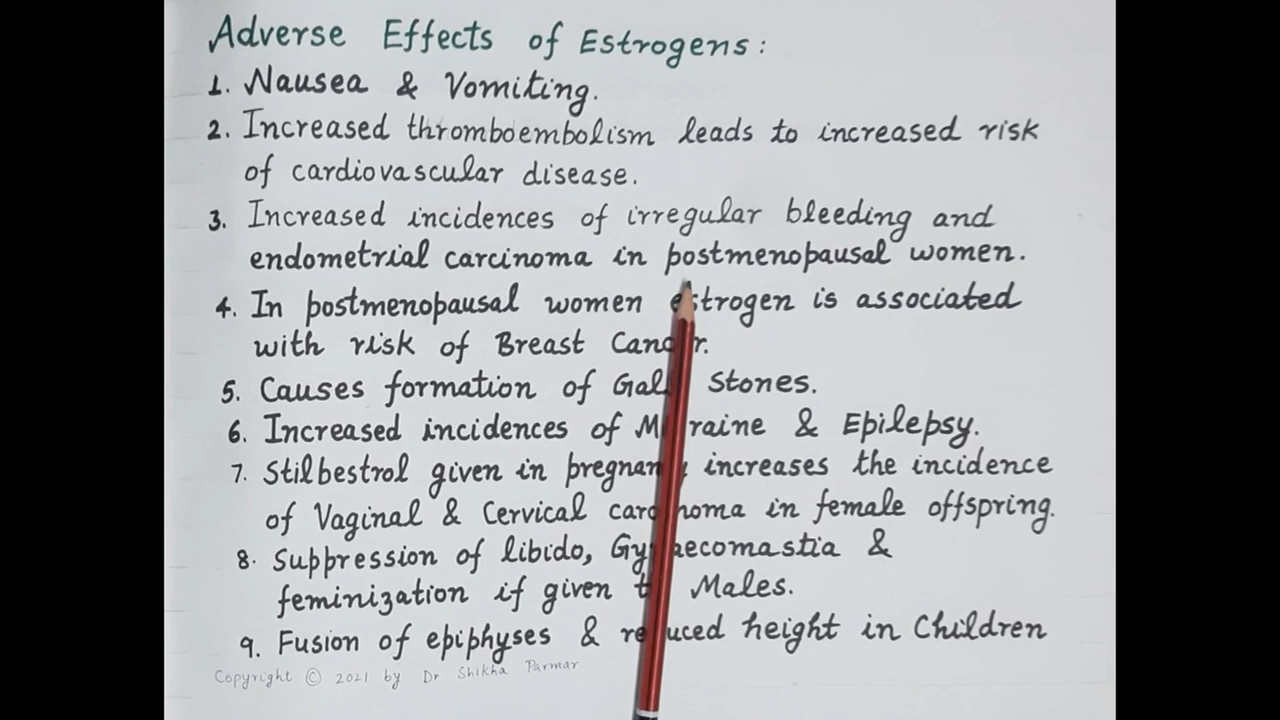 Adverse Effects of Estrogens:
1. Nausea & Vomiting.
2. Increased thromboembolism leads to increased risk
of cardiovascular disease.
3. Increased incidences of irregular bleeding and
endometrial carcinoma in postmenopausal women.
4. In postmenopausal women estrogen is associated
with risk of Breast Cancer.
5. Causes formation of Gall Stones.
6. Increased incidences of Migraine & Epilepsy.
7. Stilbestrol given in pregnancy increases the incidence
of Vaginal & Cervical carcinoma in female offspring.
8. Suppression of libido, Gynaecomastia &
feminization if given to Males.
9. Fusion of epiphyses & reduced height in Children
Copyright © 2021 by Dr Shikha Parmar